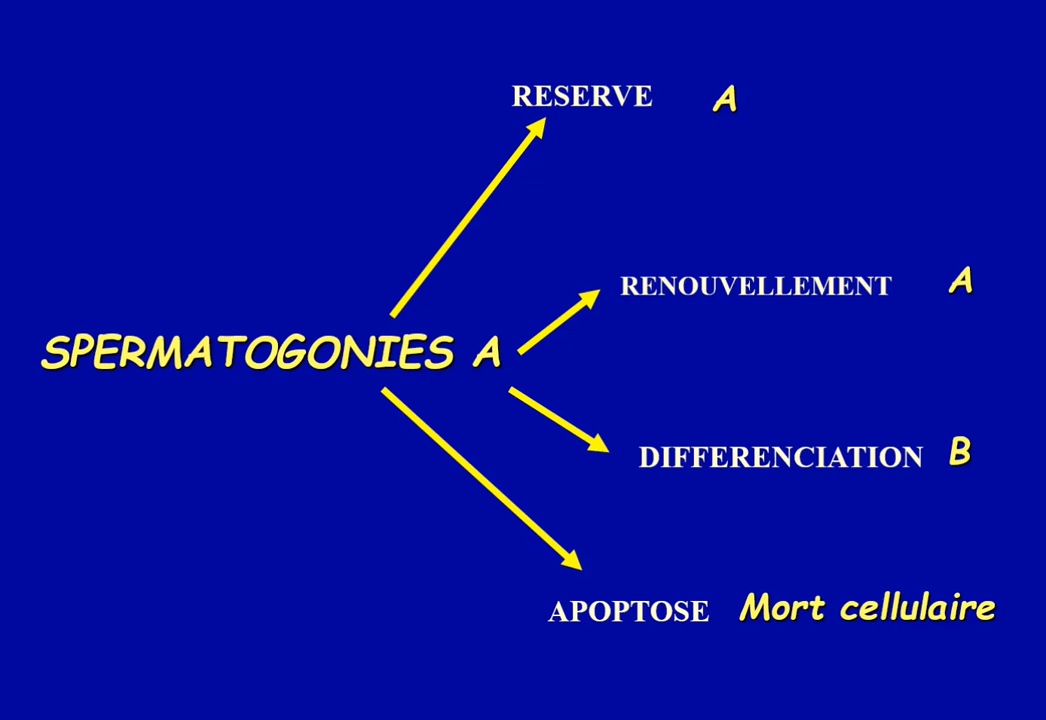 RESERVE A
RENOUVELLEMENT A
SPERMATOGONIES A
DIFFERENCIATION B
APOPTOSE Mort cellulaire